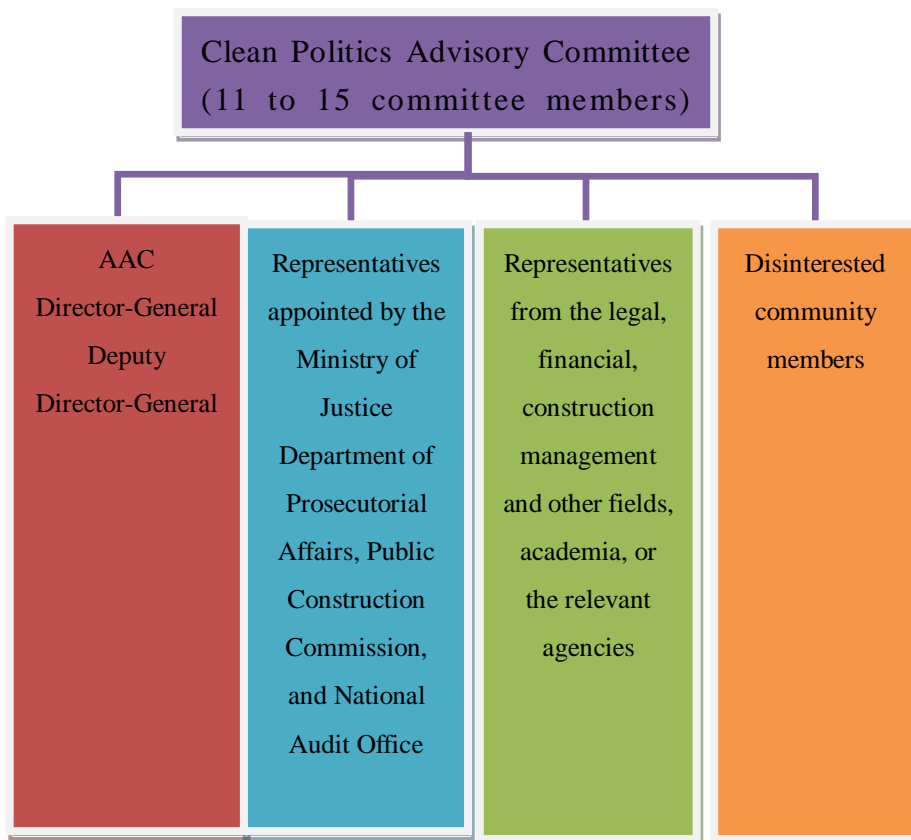 Clean Politics Advisory Committee
(11 to 15 committee members)
AAC
Director-General
Deputy
Director-General
Representatives
appointed by the
Ministry of
Justice
Department of
Prosecutorial
Affairs, Public
Construction
Commission,
and National
Audit Office
Representatives
from the legal,
financial,
construction
management
and other fields,
academia, or
the relevant
agencies
Disinterested
community
members